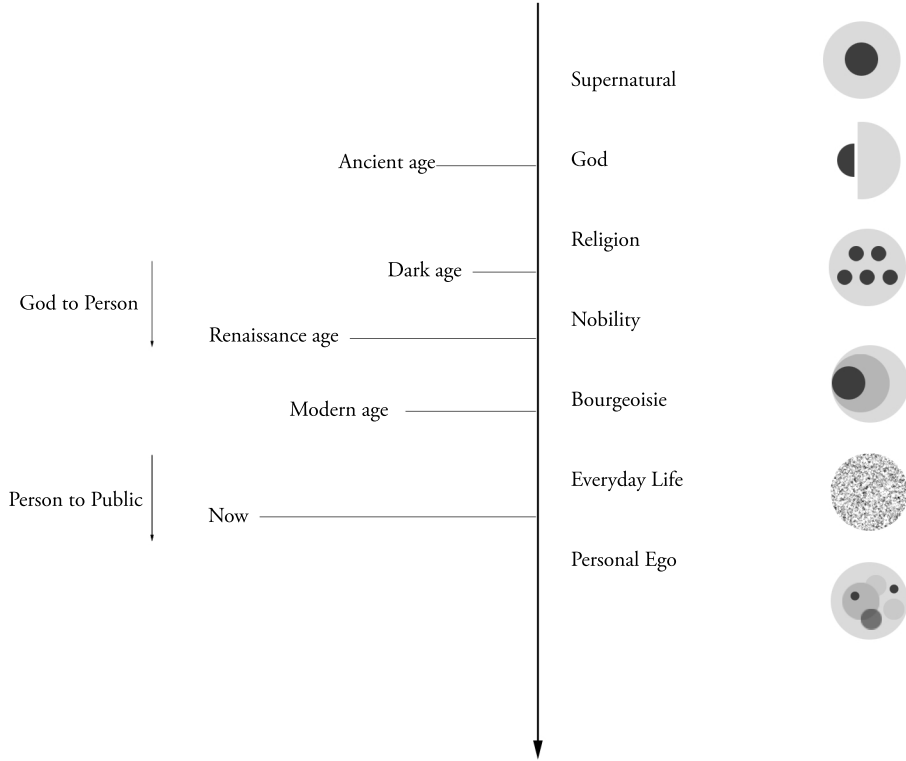 Supernatural
Ancient age
God
Religion
Dark age
God to Person
Nobility
Renaissance age
Bourgeoisie
Modern age
Everyday Life
Person to Public
Now
Personal Ego